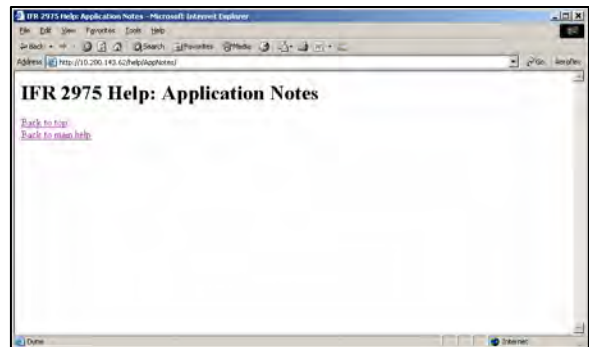 IFR 2975 Help: Application Notes - Microsoft Internet Explorer
File Edit View Favorites Tools Help
Back Search Favorites Media
Address http://10.200.143.62/help/AppNotes/ Go Aeroflex
IFR 2975 Help: Application Notes
Back to top
Back to main help
Done Internet